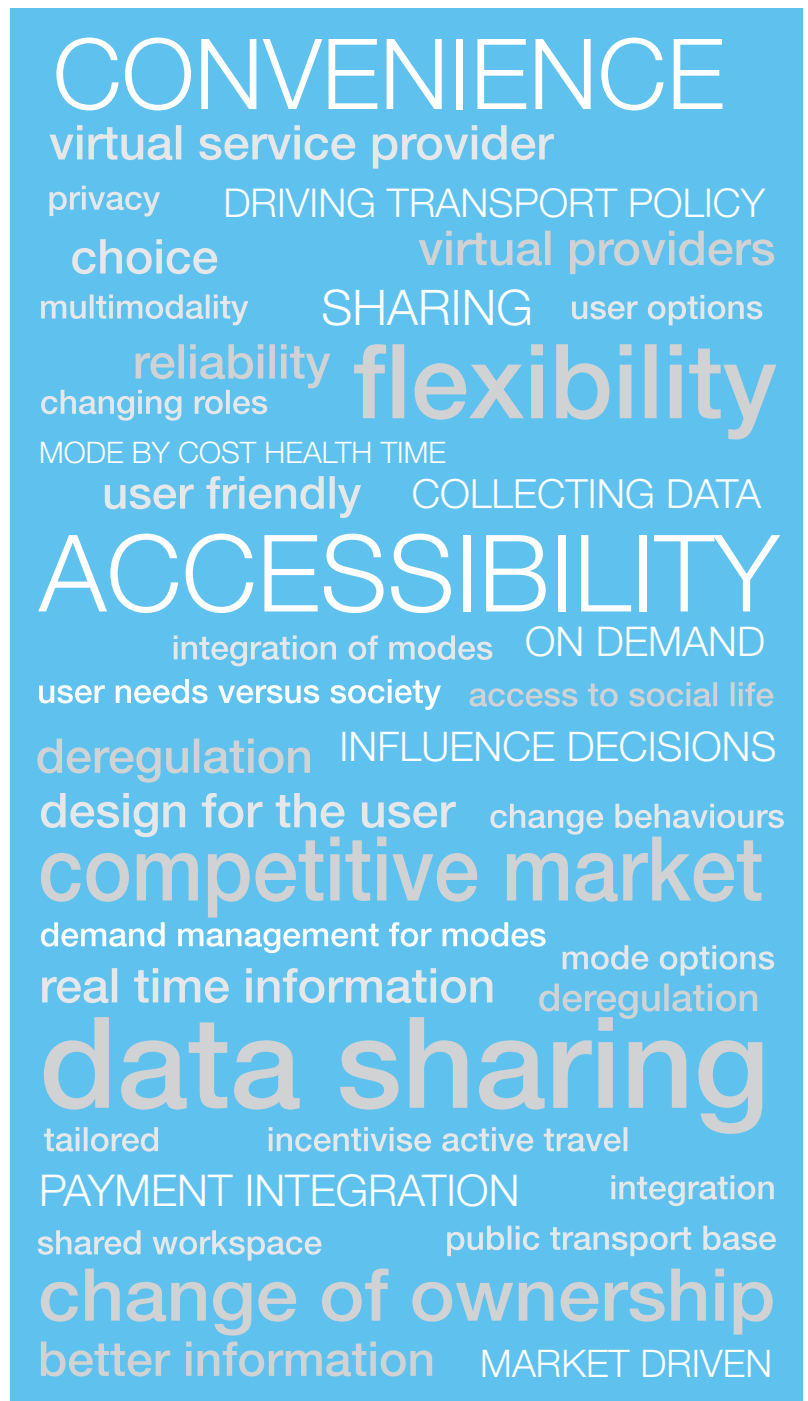 CONVENIENCE
virtual service provider
privacy DRIVING TRANSPORT POLICY
choice virtual providers
multimodality SHARING user options
reliability flexibility
changing roles
MODE BY COST HEALTH TIME
user friendly COLLECTING DATA
ACCESSIBILITY
integration of modes ON DEMAND
user needs versus society access to social life
deregulation INFLUENCE DECISIONS
design for the user change behaviours
competitive market
demand management for modes
mode options
real time information deregulation
data sharing
tailored incentivise active travel
PAYMENT INTEGRATION integration
shared workspace public transport base
change of ownership
better information MARKET DRIVEN